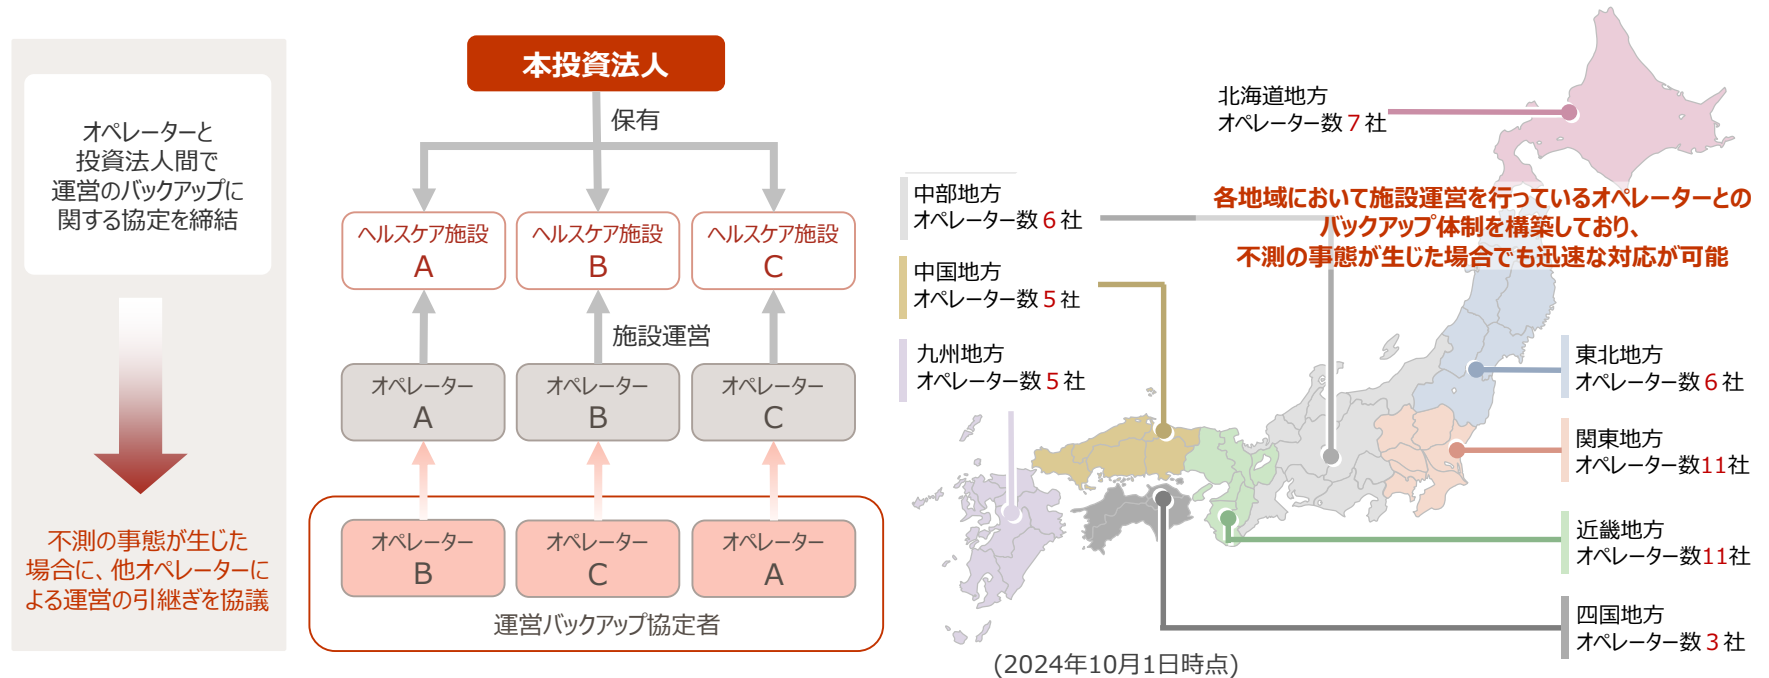 オペレーターと
投資法人間で
運営のバックアップに
関する協定を締結
不測の事態が生じた
場合に、他オペレーターに
よる運営の引継ぎを協議
本投資法人
保有
ヘルスケア施設
A
ヘルスケア施設
B
ヘルスケア施設
C
施設運営
オペレーター
A
オペレーター
B
オペレーター
C
オペレーター
B
オペレーター
C
オペレーター
A
運営バックアップ協定者
北海道地方
オペレーター数 7 社
各地域において施設運営を行っているオペレーターとの
バックアップ体制を構築しており、
不測の事態が生じた場合でも迅速な対応が可能
中部地方
オペレーター数 6 社
中国地方
オペレーター数 5 社
九州地方
オペレーター数 5 社
東北地方
オペレーター数 6 社
関東地方
オペレーター数11社
近畿地方
オペレーター数11社
四国地方
オペレーター数 3 社
(2024年10月1日時点)